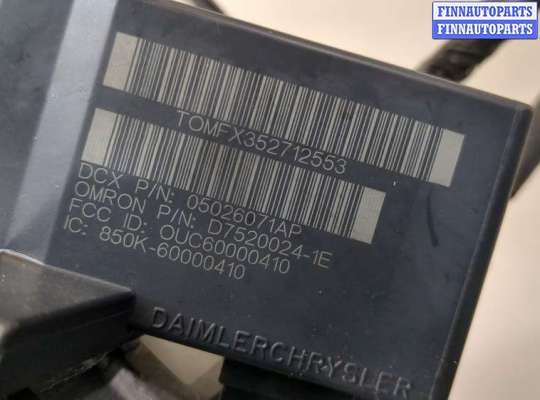 FINNAUTOPARTS
FINNAUTOPARTS
TOMFX352712553
DCX P/N: 05026071AP
OMRON P/N: D7520024-1E
FCC ID: OUC60000410
IC: 850K-60000410
DAIMLERCHRYSLER